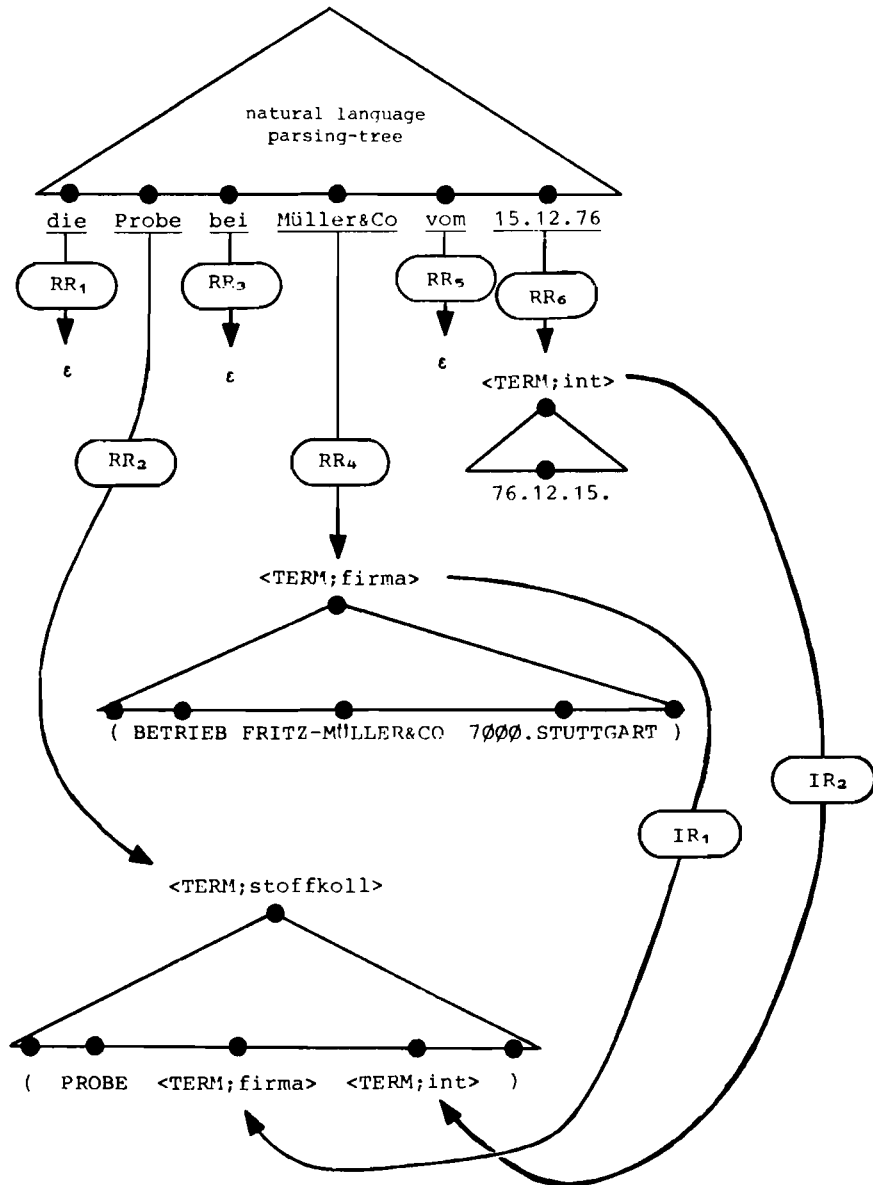 natural language
parsing-tree
die Probe bei Müller&Co vom 15.12.76
RR₁ RR₃ RR₅ RR₆
ε ε ε
<TERM;int>
RR₂ RR₄
76.12.15.
<TERM;firma>
( BETRIEB FRITZ-MÜLLER&CO 7ØØØ.STUTTGART )
IR₂
IR₁
<TERM;stoffkoll>
( PROBE <TERM;firma> <TERM;int> )